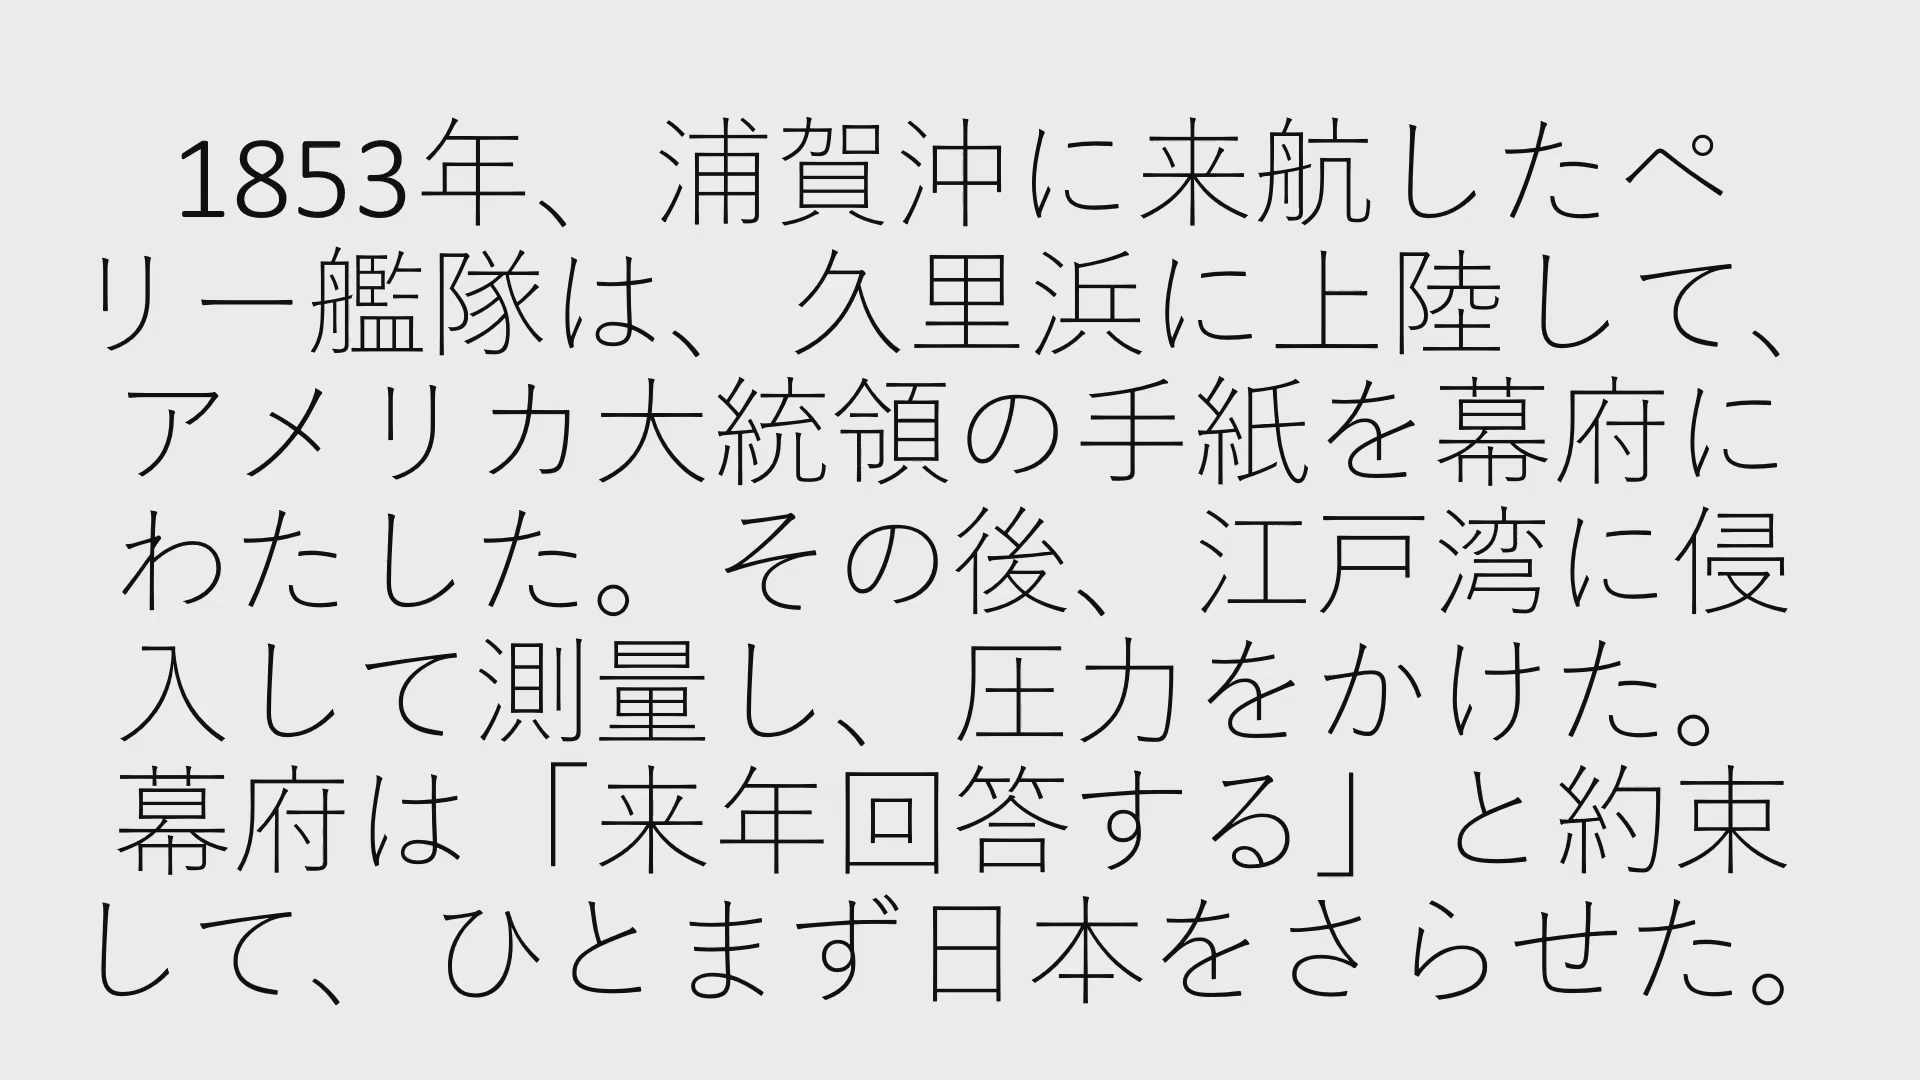 1853年、浦賀沖に来航したペ
リー艦隊は、久里浜に上陸して、
アメリカ大統領の手紙を幕府に
わたした。その後、江戸湾に侵
入して測量し、圧力をかけた。
幕府は「来年回答する」と約束
して、ひとまず日本をさらせた。